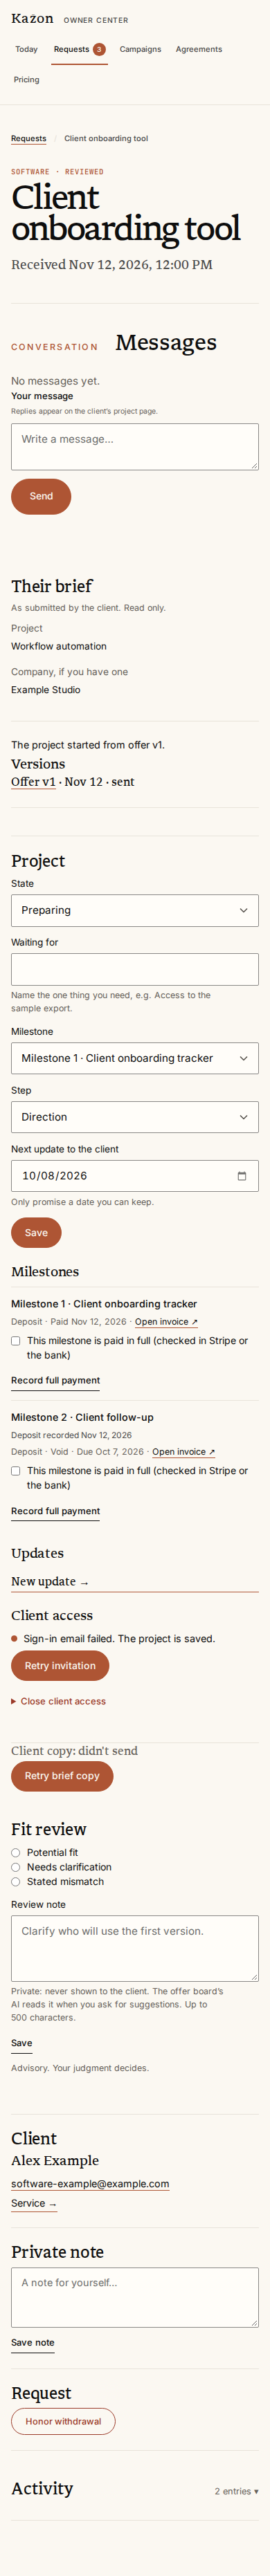 Kazon OWNER CENTER
Today Requests 3 Campaigns Agreements
Pricing
Requests / Client onboarding tool
SOFTWARE · REVIEWED
Client
onboarding tool
Received Nov 12, 2026, 12:00 PM
CONVERSATION Messages
No messages yet.
Your message
Replies appear on the client's project page.
Write a message…
Send
Their brief
As submitted by the client. Read only.
Project
Workflow automation
Company, if you have one
Example Studio
The project started from offer v1.
Versions
Offer v1 · Nov 12 · sent
Project
State
Preparing
Waiting for
Name the one thing you need, e.g. Access to the
sample export.
Milestone
Milestone 1 · Client onboarding tracker
Step
Direction
Next update to the client
10/08/2026
Only promise a date you can keep.
Save
Milestones
Milestone 1 · Client onboarding tracker
Deposit · Paid Nov 12, 2026 · Open invoice ↗
This milestone is paid in full (checked in Stripe or
the bank)
Record full payment
Milestone 2 · Client follow-up
Deposit recorded Nov 12, 2026
Deposit · Void · Due Oct 7, 2026 · Open invoice ↗
This milestone is paid in full (checked in Stripe or
the bank)
Record full payment
Updates
New update →
Client access
Sign-in email failed. The project is saved.
Retry invitation
▶ Close client access
Client copy: didn't send
Retry brief copy
Fit review
Potential fit
Needs clarification
Stated mismatch
Review note
Clarify who will use the first version.
Private: never shown to the client. The offer board's
AI reads it when you ask for suggestions. Up to
500 characters.
Save
Advisory. Your judgment decides.
Client
Alex Example
software-example@example.com
Service →
Private note
A note for yourself…
Save note
Request
Honor withdrawal
Activity 2 entries ▾